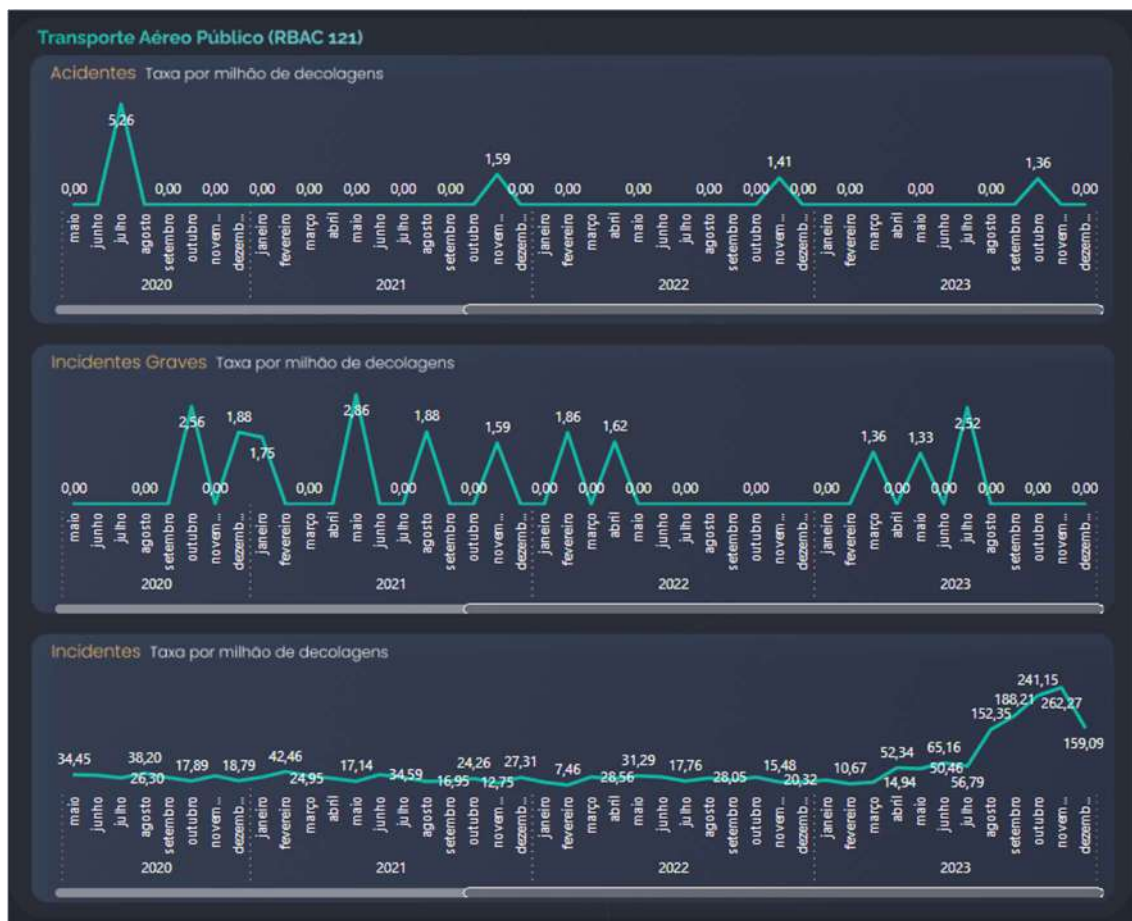 Transporte Aéreo Público (RBAC 121)
Acidentes Taxa por milhão de decolagens
5,26
1,59
1,41
1,36
0,00 0,00 0,00 0,00 0,00 0,00 0,00 0,00 0,00 0,00 0,00 0,00 0,00 0,00 0,00 0,00 0,00 0,00
maio junho julho agosto setembro outubro novem... dezemb... janeiro fevereiro março abril maio junho julho agosto setembro outubro novem... dezemb... janeiro fevereiro março abril maio junho julho agosto setembro outubro novem... dezemb... janeiro fevereiro março abril maio junho julho agosto setembro outubro novem... dezemb...
2020 2021 2022 2023
Incidentes Graves Taxa por milhão de decolagens
2,56 1,88 1,75 2,86 1,88 1,59 1,86 1,62 1,36 1,33 2,52
0,00 0,00 0,00 0,00 0,00 0,00 0,00 0,00 0,00 0,00 0,00 0,00 0,00 0,00 0,00 0,00 0,00
maio junho julho agosto setembro outubro novem... dezemb... janeiro fevereiro março abril maio junho julho agosto setembro outubro novem... dezemb... janeiro fevereiro março abril maio junho julho agosto setembro outubro novem... dezemb... janeiro fevereiro março abril maio junho julho agosto setembro outubro novem... dezemb...
2020 2021 2022 2023
Incidentes Taxa por milhão de decolagens
34,45 38,20 26,30 17,89 18,79 42,46 24,95 17,14 34,59 16,95 24,26 12,75 27,31 7,46 28,56 31,29 17,76 28,05 15,48 20,32 10,67 14,94 52,34 50,46 65,16 56,79 152,35 188,21 241,15 262,27 159,09
maio junho julho agosto setembro outubro novem... dezemb... janeiro fevereiro março abril maio junho julho agosto setembro outubro novem... dezemb... janeiro fevereiro março abril maio junho julho agosto setembro outubro novem... dezemb... janeiro fevereiro março abril maio junho julho agosto setembro outubro novem... dezemb...
2020 2021 2022 2023